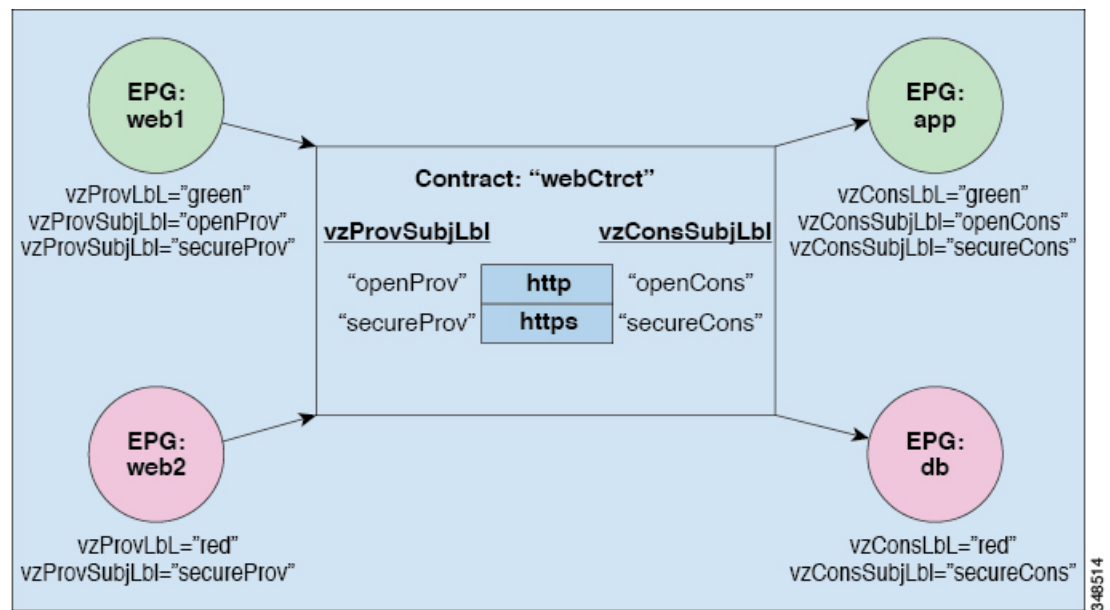 EPG:
web1
vzProvLbL="green"
vzProvSubjLbl="openProv"
vzProvSubjLbl="secureProv"
EPG:
app
vzConsLbL="green"
vzConsSubjLbl="openCons"
vzConsSubjLbl="secureCons"
Contract: “webCtrct”
vzProvSubjLbl vzConsSubjLbl
“openProv” http “openCons”
“secureProv” https “secureCons”
EPG:
web2
vzProvLbL=”red”
vzProvSubjLbl=”secureProv”
EPG:
db
vzConsLbL=”red”
vzConsSubjLbl=”secureCons”
348514